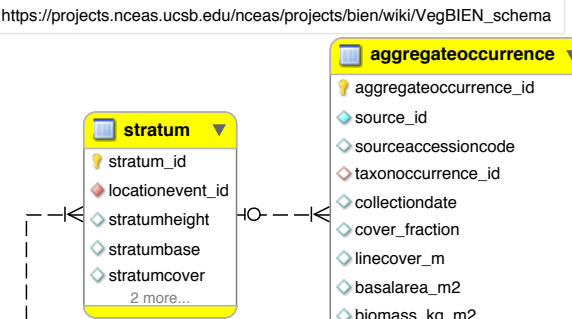 https://projects.nceas.ucsb.edu/nceas/projects/bien/wiki/VegBIEN_schema
aggregateoccurrence
aggregateoccurrence_id
source_id
sourceaccessioncode
taxonoccurrence_id
collectiondate
cover_fraction
linecover_m
basalarea_m2
biomass_kg_m2
stratum
stratum_id
locationevent_id
stratumheight
stratumbase
stratumcover
2 more...